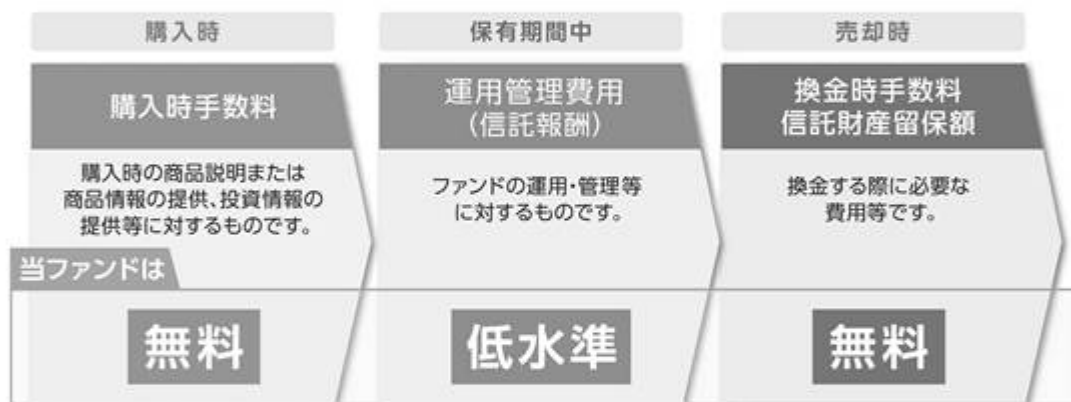 購入時
保有期間中
売却時
購入時手数料
運用管理費用
（信託報酬）
換金時手数料
信託財産留保額
購入時の商品説明または
商品情報の提供、投資情報の
提供等に対するものです。
ファンドの運用・管理等
に対するものです。
換金する際に必要な
費用等です。
当ファンドは
無料
低水準
無料